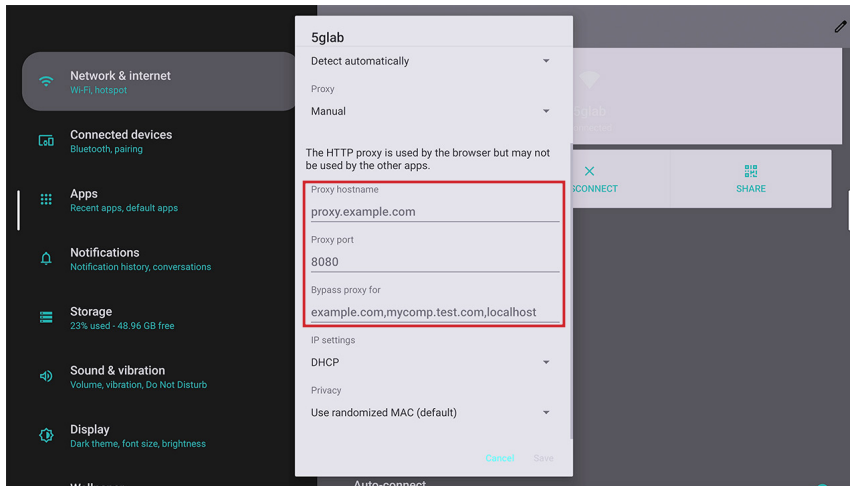 Network & internet
Wi-Fi, hotspot
Connected devices
Bluetooth, pairing
Apps
Recent apps, default apps
Notifications
Notification history, conversations
Storage
23% used - 48.96 GB free
Sound & vibration
Volume, vibration, Do Not Disturb
Display
Dark theme, font size, brightness
5glab
Detect automatically
Proxy
Manual
The HTTP proxy is used by the browser but may not
be used by the other apps.
Proxy hostname
proxy.example.com
Proxy port
8080
Bypass proxy for
example.com,mycomp.test.com,localhost
IP settings
DHCP
Privacy
Use randomized MAC (default)
Cancel
Save
5glab
SCONNECT
SHARE
Auto-connect